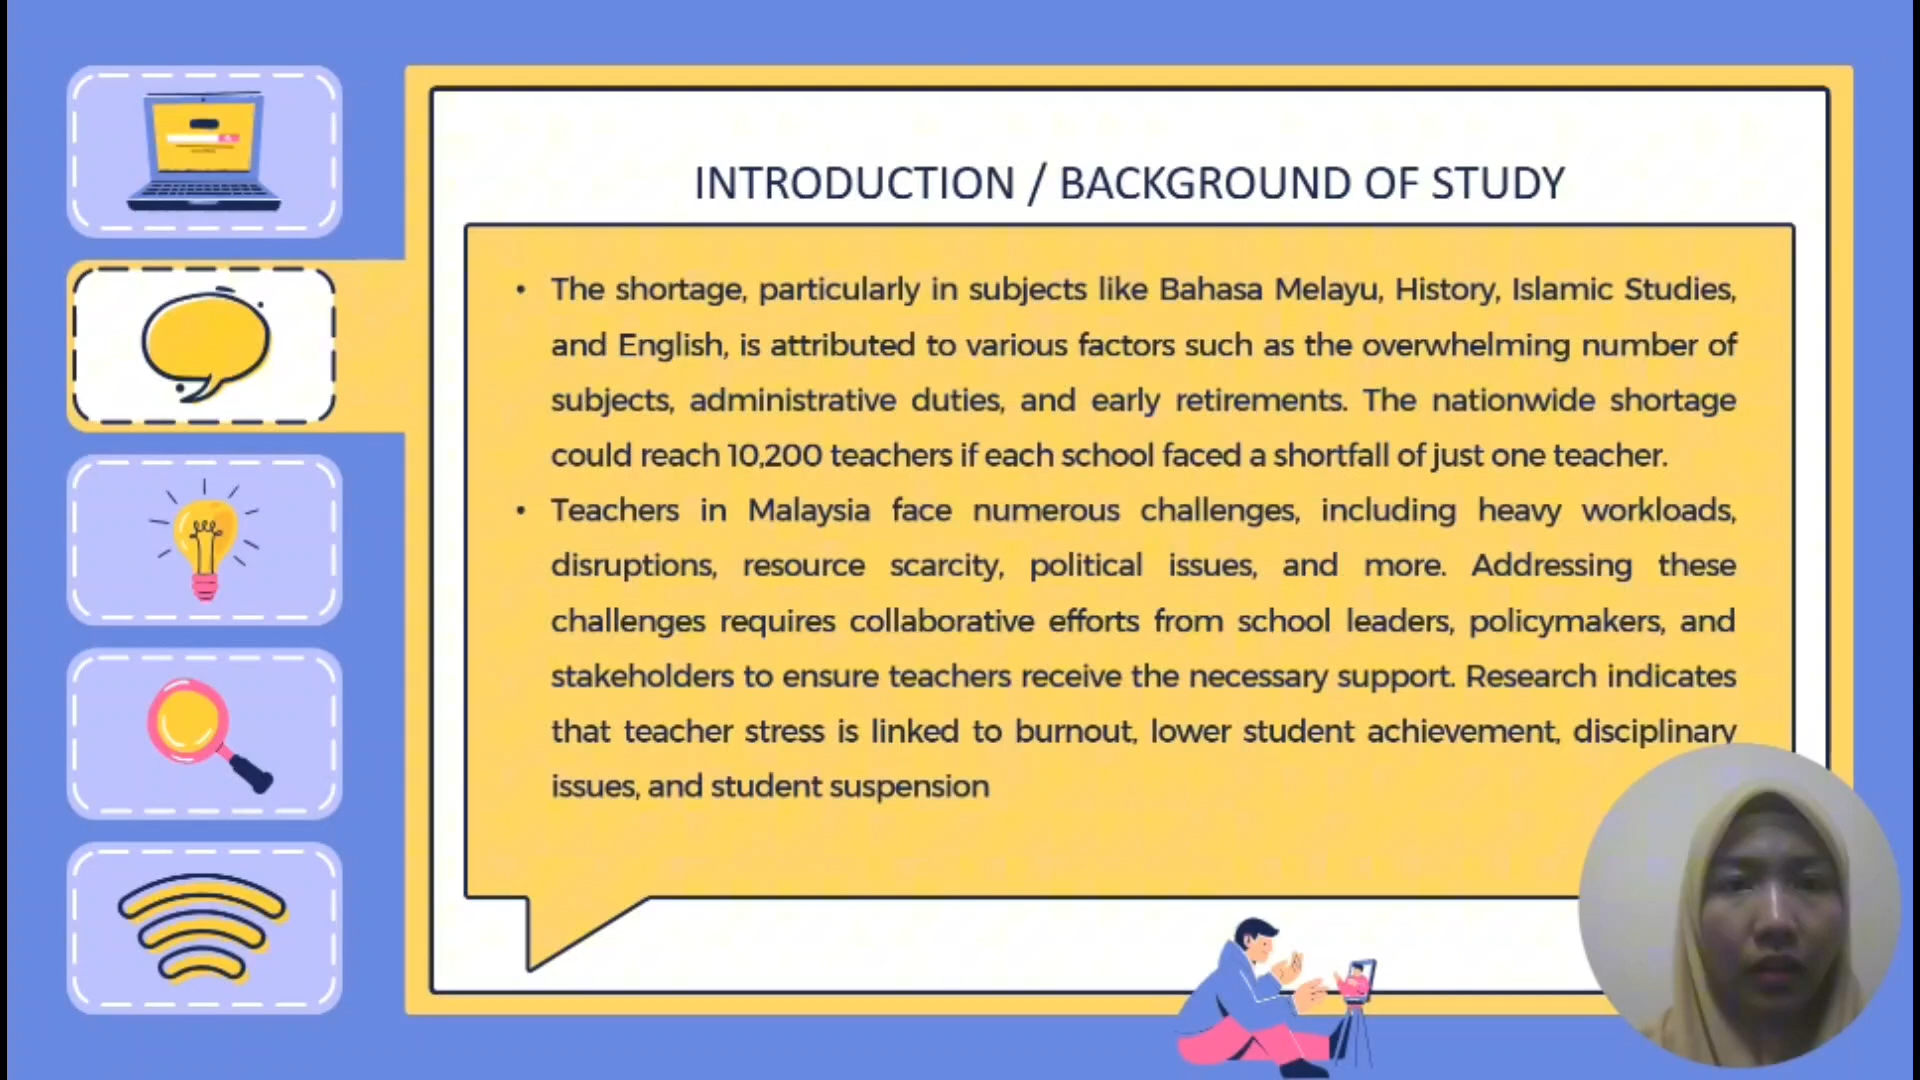 INTRODUCTION / BACKGROUND OF STUDY
• The shortage, particularly in subjects like Bahasa Melayu, History, Islamic Studies,
and English, is attributed to various factors such as the overwhelming number of
subjects, administrative duties, and early retirements. The nationwide shortage
could reach 10,200 teachers if each school faced a shortfall of just one teacher.
• Teachers in Malaysia face numerous challenges, including heavy workloads,
disruptions, resource scarcity, political issues, and more. Addressing these
challenges requires collaborative efforts from school leaders, policymakers, and
stakeholders to ensure teachers receive the necessary support. Research indicates
that teacher stress is linked to burnout, lower student achievement, disciplinary
issues, and student suspension